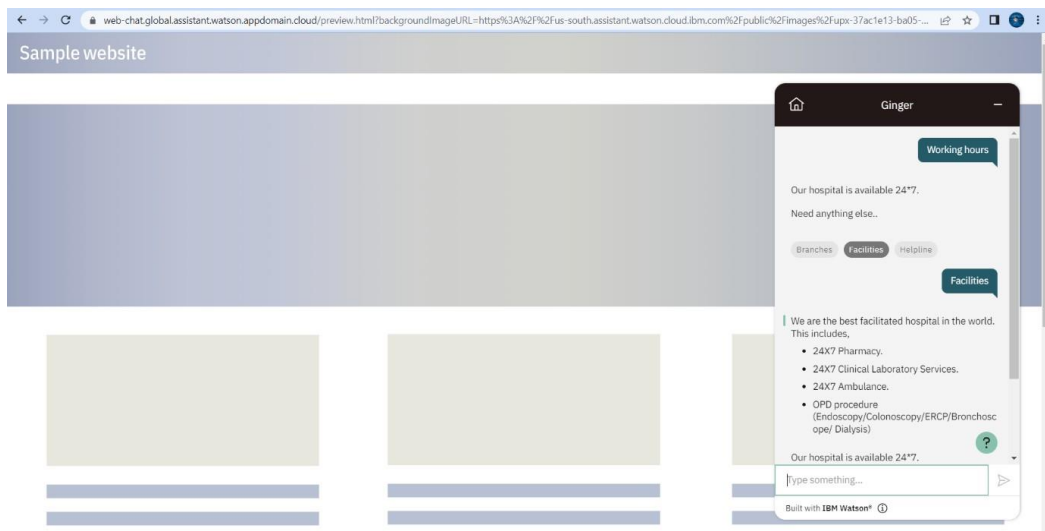 web-chat.global.assistant.watson.appdomain.cloud/preview.html?backgroundImageURL=https%3A%2F%2Fus-south.assistant.watson.cloud.ibm.com%2Fpublic%2Fimages%2Fupx-37ac1e13-ba05-...
Sample website
Ginger
Working hours
Our hospital is available 24*7.
Need anything else..
Branches Facilities Helpline
Facilities
We are the best facilitated hospital in the world.
This includes,
• 24X7 Pharmacy.
• 24X7 Clinical Laboratory Services.
• 24X7 Ambulance.
• OPD procedure
(Endoscopy/Colonoscopy/ERCP/Bronchosc
ope/ Dialysis)
?
Our hospital is available 24*7.
Type something...
Built with IBM Watson®